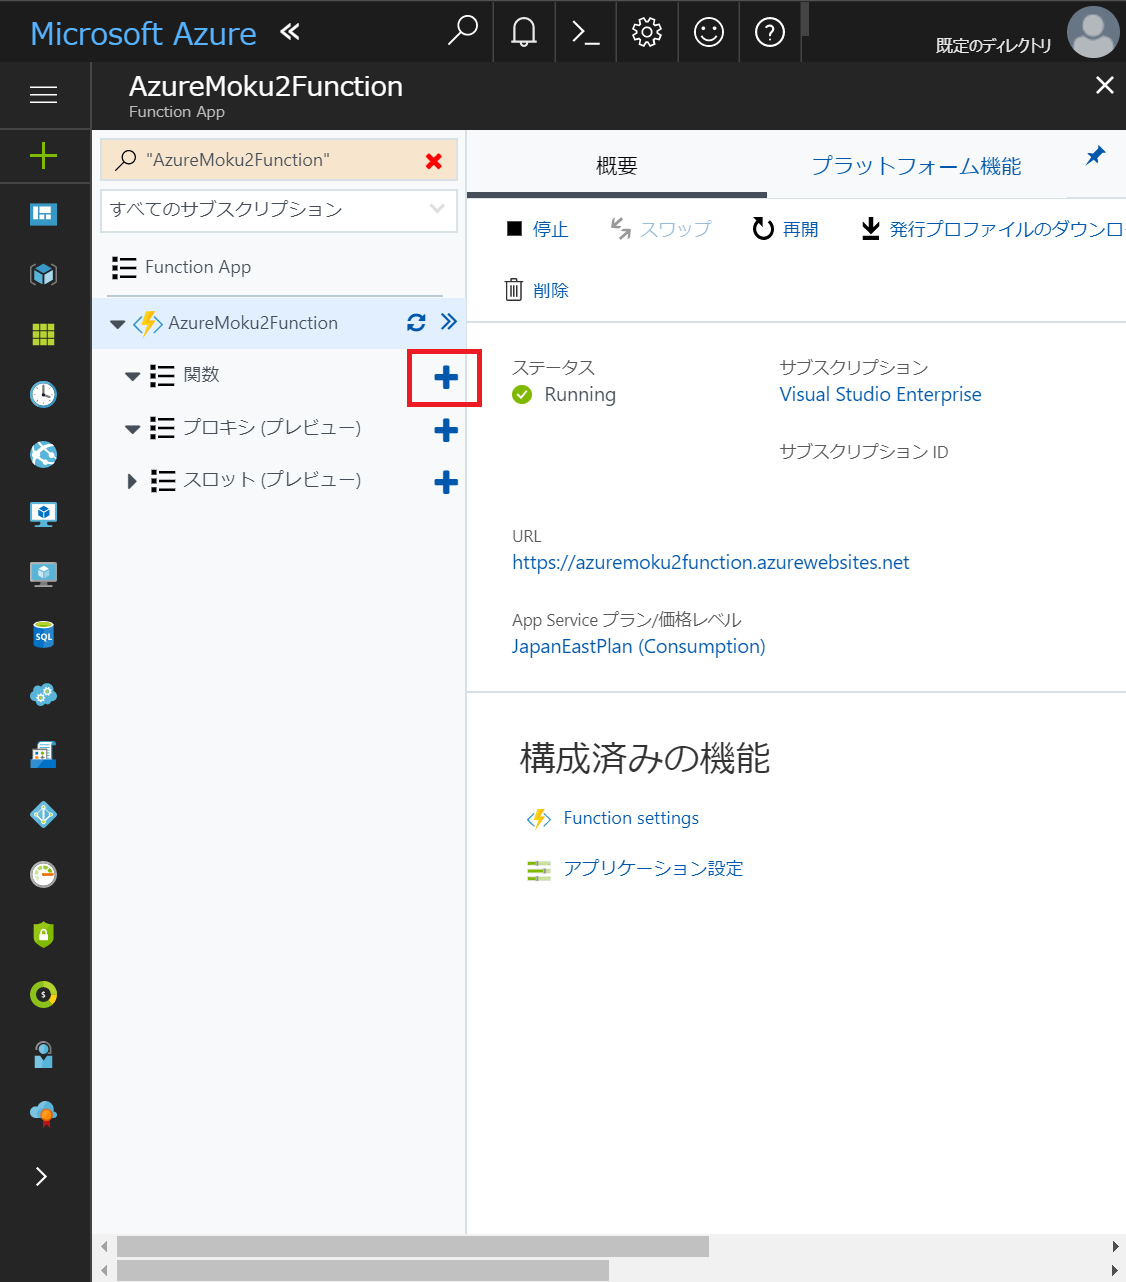 Microsoft Azure
既定のディレクトリ
AzureMoku2Function
Function App
"AzureMoku2Function"
すべてのサブスクリプション
Function App
AzureMoku2Function
関数
プロキシ (プレビュー)
スロット (プレビュー)
概要
プラットフォーム機能
停止
スワップ
再開
発行プロファイルのダウンロ
削除
ステータス
Running
サブスクリプション
Visual Studio Enterprise
サブスクリプション ID
URL
https://azuremoku2function.azurewebsites.net
App Service プラン/価格レベル
JapanEastPlan (Consumption)
構成済みの機能
Function settings
アプリケーション設定
SQL